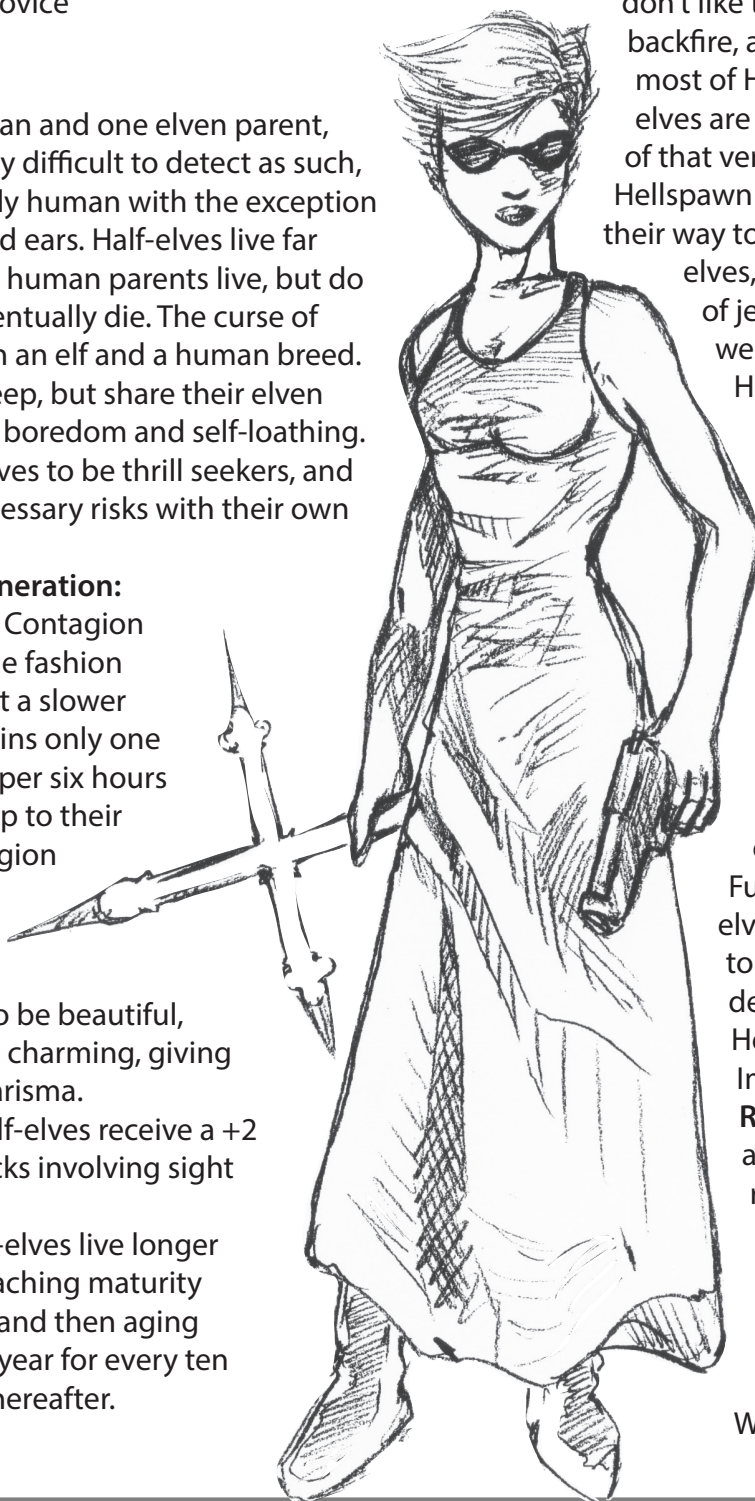 ovice
an and one elven parent,
y difficult to detect as such,
ly human with the exception
d ears. Half-elves live far
human parents live, but do
entually die. The curse of
n an elf and a human breed.
eep, but share their elven
boredom and self-loathing.
ves to be thrill seekers, and
essary risks with their own
neration:
Contagion
e fashion
t a slower
ins only one
per six hours
p to their
gion
o be beautiful,
charming, giving
arisma.
lf-elves receive a +2
cks involving sight
-elves live longer
aching maturity
and then aging
year for every ten
hereafter.
don't like t
backfire, a
most of H
elves are
of that ver
Hellspawn
their way to
elves,
of je
we
H
Fu
elv
to
de
He
In
R
a
r
W